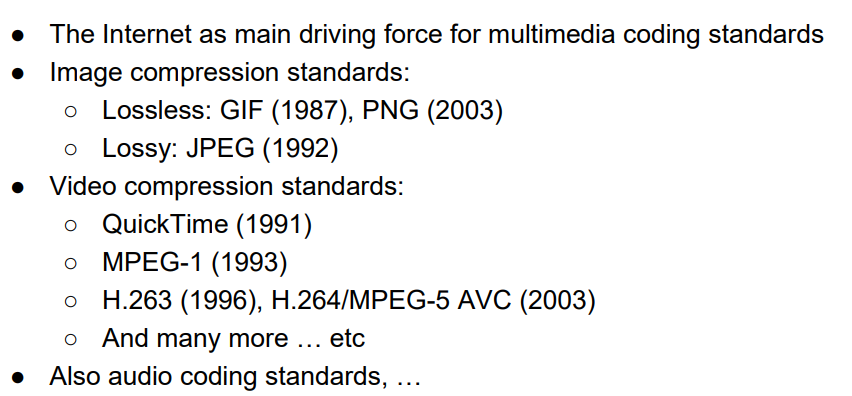 ● The Internet as main driving force for multimedia coding standards
● Image compression standards:
○ Lossless: GIF (1987), PNG (2003)
○ Lossy: JPEG (1992)
● Video compression standards:
○ QuickTime (1991)
○ MPEG-1 (1993)
○ H.263 (1996), H.264/MPEG-5 AVC (2003)
○ And many more … etc
● Also audio coding standards, …